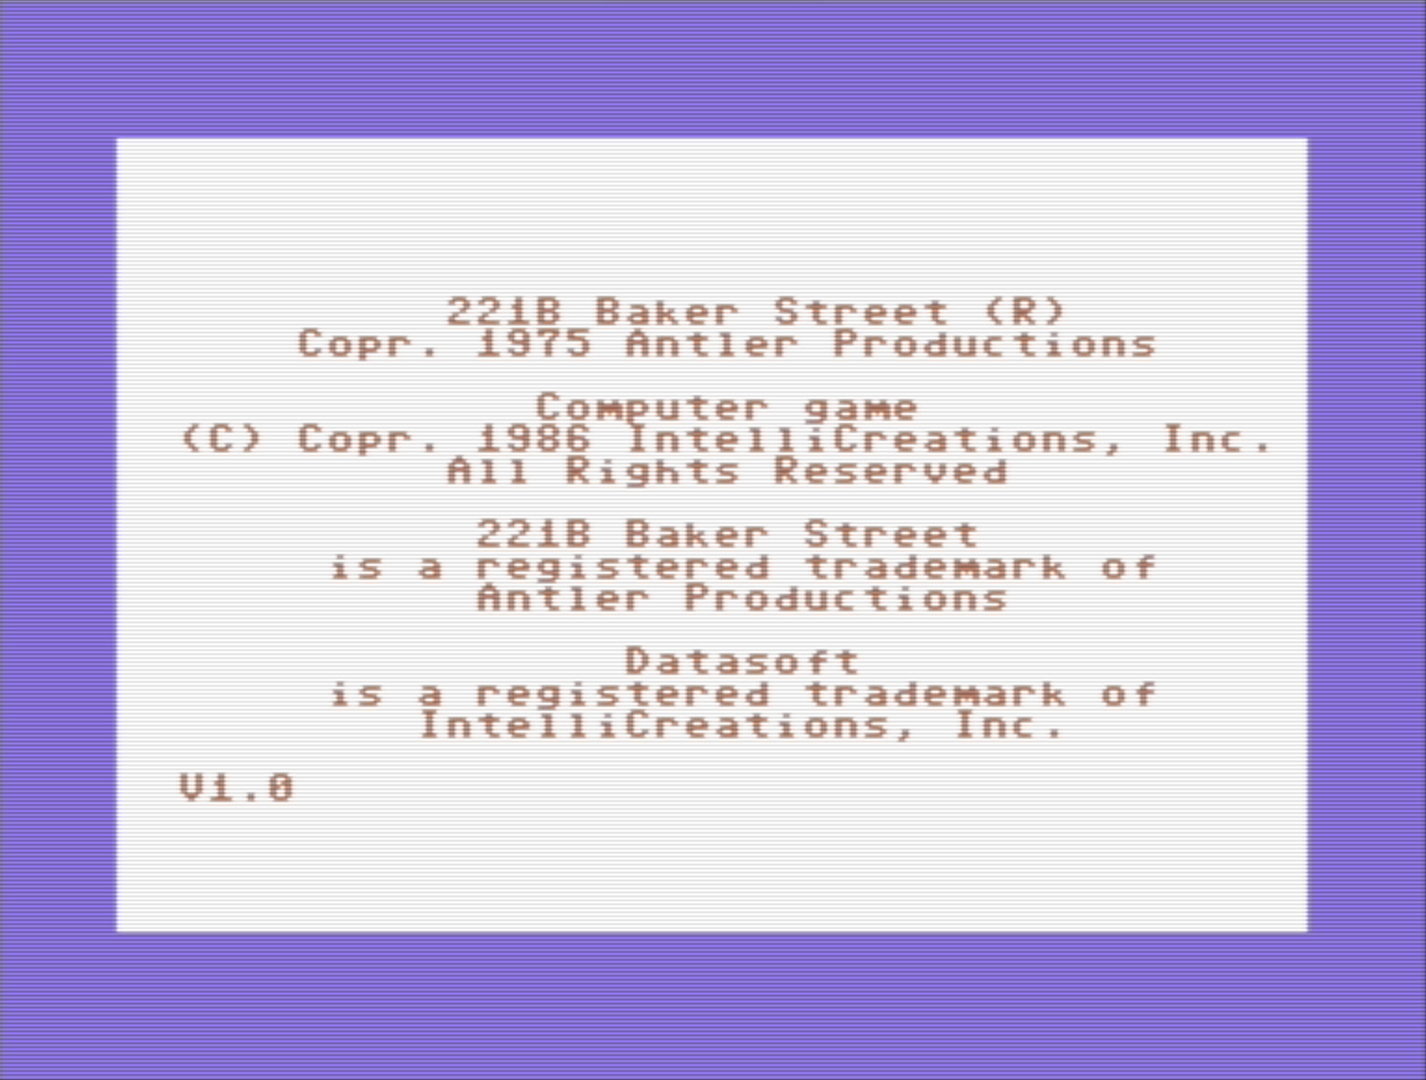 221B Baker Street (R)
Copr. 1975 Antler Productions
Computer game
(C) Copr. 1986 IntelliCreations, Inc.
All Rights Reserved
221B Baker Street
is a registered trademark of
Antler Productions
Datasoft
is a registered trademark of
IntelliCreations, Inc.
V1.0